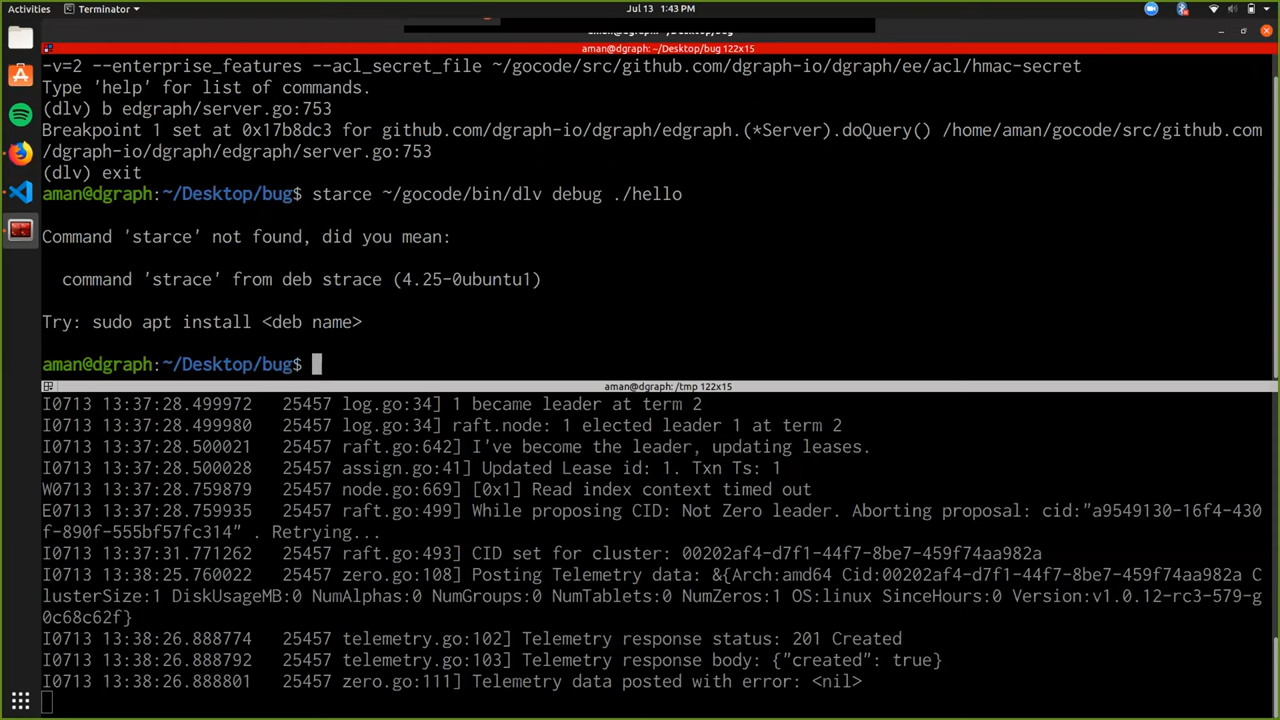 Activities
Terminator
Jul 13 1:43 PM
aman@dgraph: ~/Desktop/bug 122x15
-v=2 --enterprise_features --acl_secret_file ~/gocode/src/github.com/dgraph-io/dgraph/ee/acl/hmac-secret
Type 'help' for list of commands.
(dlv) b edgraph/server.go:753
Breakpoint 1 set at 0x17b8dc3 for github.com/dgraph-io/dgraph/edgraph.(*Server).doQuery() /home/aman/gocode/src/github.com
/dgraph-io/dgraph/edgraph/server.go:753
(dlv) exit
aman@dgraph:~/Desktop/bug$ starce ~/gocode/bin/dlv debug ./hello
Command 'starce' not found, did you mean:
command 'strace' from deb strace (4.25-0ubuntu1)
Try: sudo apt install <deb name>
aman@dgraph:~/Desktop/bug$
aman@dgraph: /tmp 122x15
I0713 13:37:28.499972   25457 log.go:34] 1 became leader at term 2
I0713 13:37:28.499980   25457 log.go:34] raft.node: 1 elected leader 1 at term 2
I0713 13:37:28.500021   25457 raft.go:642] I've become the leader, updating leases.
I0713 13:37:28.500028   25457 assign.go:41] Updated Lease id: 1. Txn Ts: 1
W0713 13:37:28.759879   25457 node.go:669] [0x1] Read index context timed out
E0713 13:37:28.759935   25457 raft.go:499] While proposing CID: Not Zero leader. Aborting proposal: cid:"a9549130-16f4-430
f-890f-555bf57fc314" . Retrying...
I0713 13:37:31.771262   25457 raft.go:493] CID set for cluster: 00202af4-d7f1-44f7-8be7-459f74aa982a
I0713 13:38:25.760022   25457 zero.go:108] Posting Telemetry data: &{Arch:amd64 Cid:00202af4-d7f1-44f7-8be7-459f74aa982a C
lusterSize:1 DiskUsageMB:0 NumAlphas:0 NumGroups:0 NumTablets:0 NumZeros:1 OS:linux SinceHours:0 Version:v1.0.12-rc3-579-g
0c68c62f}
I0713 13:38:26.888774   25457 telemetry.go:102] Telemetry response status: 201 Created
I0713 13:38:26.888792   25457 telemetry.go:103] Telemetry response body: {"created": true}
I0713 13:38:26.888801   25457 zero.go:111] Telemetry data posted with error: <nil>